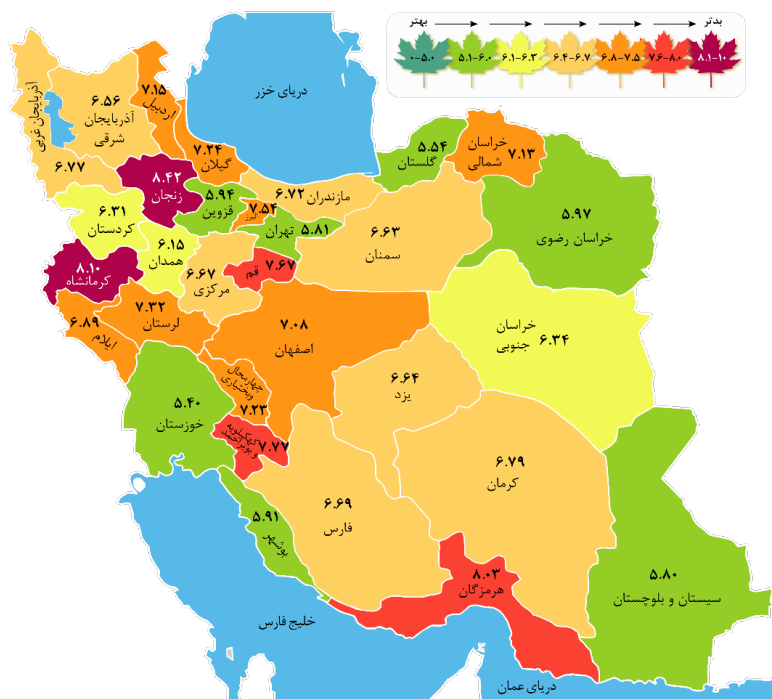 بهتر
بدتر
۰-۵.۰
۵.۱-۶.۰
۶.۱-۶.۳
۶.۴-۶.۷
۶.۸-۷.۵
۷.۶-۸.۰
۸.۱-۱۰
دریای خزر
آذربایجان غربی
۶.۷۷
۶.۵۶
آذربایجان
شرقی
۷.۱۵
اردبیل
۷.۲۴
گیلان
۸.۴۲
زنجان
۵.۹۴
قزوین
۷.۵۴
البرز
۶.۷۲
مازندران
۵.۵۴
گلستان
خراسان
شمالی
۷.۱۳
۵.۹۷
خراسان رضوی
۶.۳۱
کردستان
۶.۱۵
همدان
تهران
۵.۸۱
۶.۶۳
سمنان
۸.۱۰
کرمانشاه
۶.۶۷
مرکزی
قم
۷.۶۷
۶.۸۹
ایلام
۷.۳۲
لرستان
۷.۰۸
اصفهان
خراسان
جنوبی
۶.۳۴
چهارمحال
وبختیاری
۷.۲۳
۶.۶۴
یزد
۵.۴۰
خوزستان
کهکیلویه
و بویراحمد
۷.۷۷
۶.۷۹
کرمان
۶.۶۹
فارس
۵.۹۱
بوشهر
۸.۰۳
هرمزگان
۵.۸۰
سیستان و بلوچستان
خلیج فارس
دریای عمان